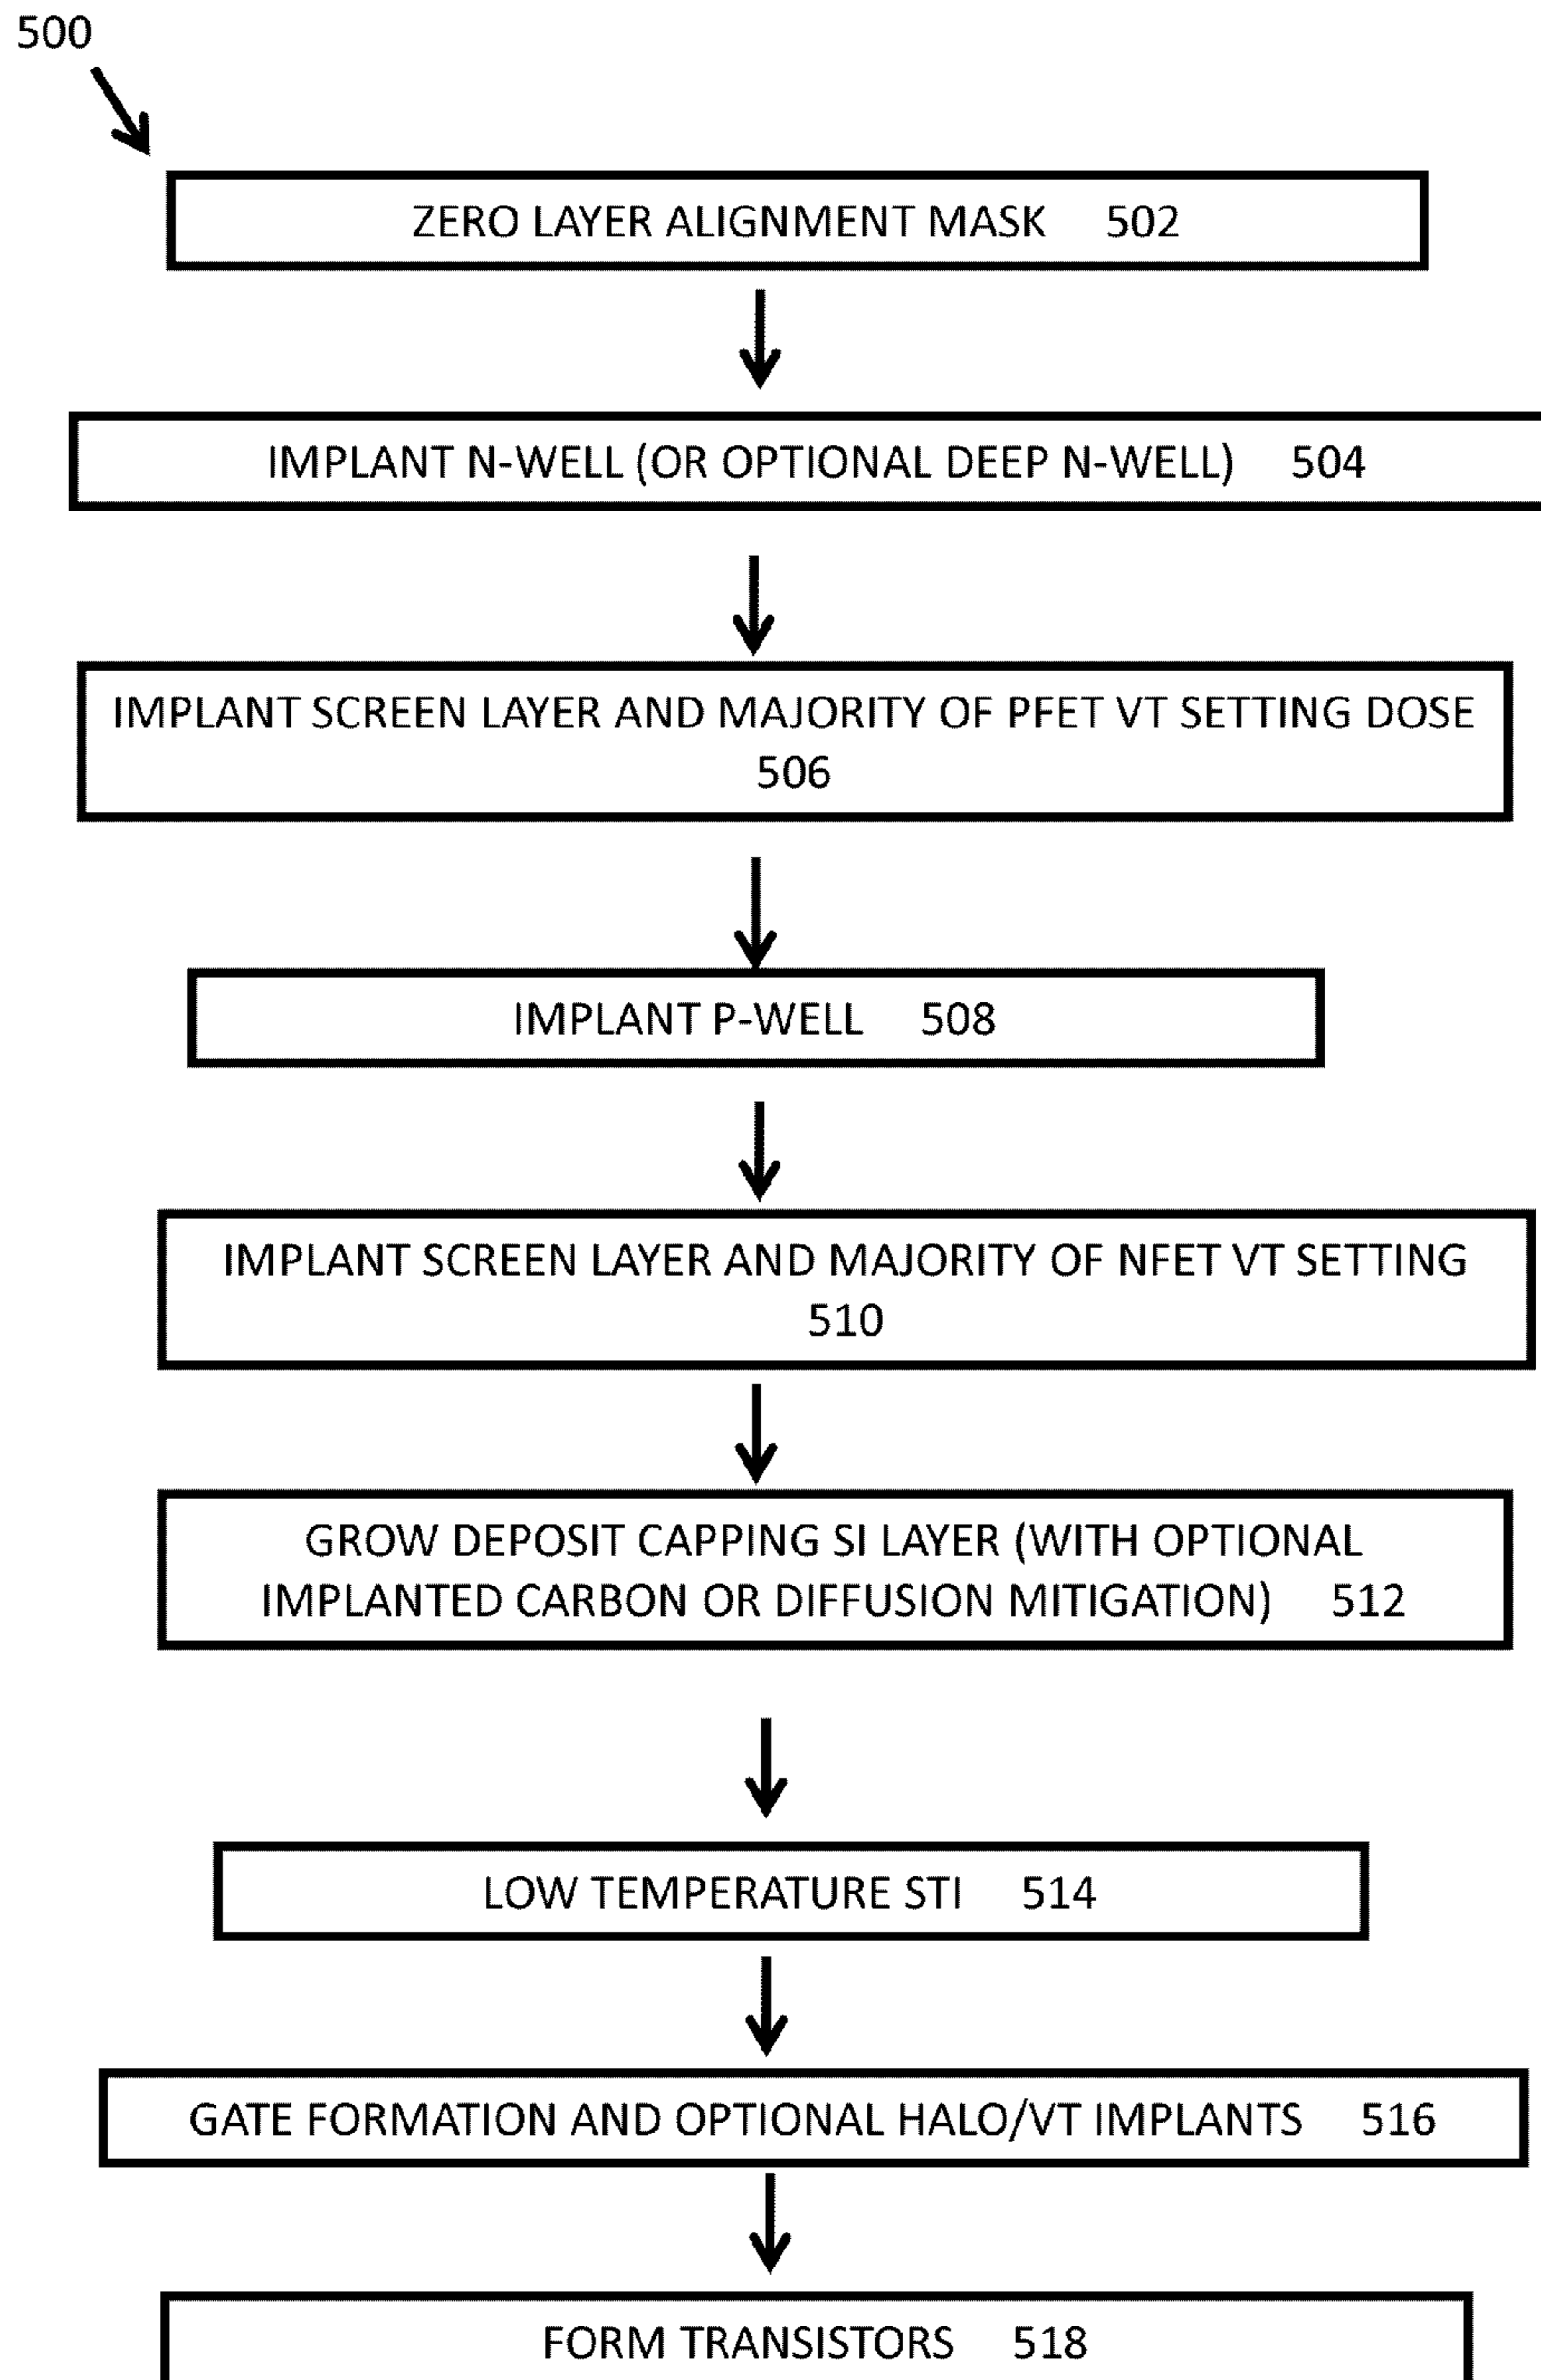 500
ZERO LAYER ALIGNMENT MASK 502
IMPLANT N-WELL (OR OPTIONAL DEEP N-WELL) 504
IMPLANT SCREEN LAYER AND MAJORITY OF PFET VT SETTING DOSE
506
IMPLANT P-WELL 508
IMPLANT SCREEN LAYER AND MAJORITY OF NFET VT SETTING
510
GROW DEPOSIT CAPPING SI LAYER (WITH OPTIONAL
IMPLANTED CARBON OR DIFFUSION MITIGATION) 512
LOW TEMPERATURE STI 514
GATE FORMATION AND OPTIONAL HALO/VT IMPLANTS 516
FORM TRANSISTORS 518